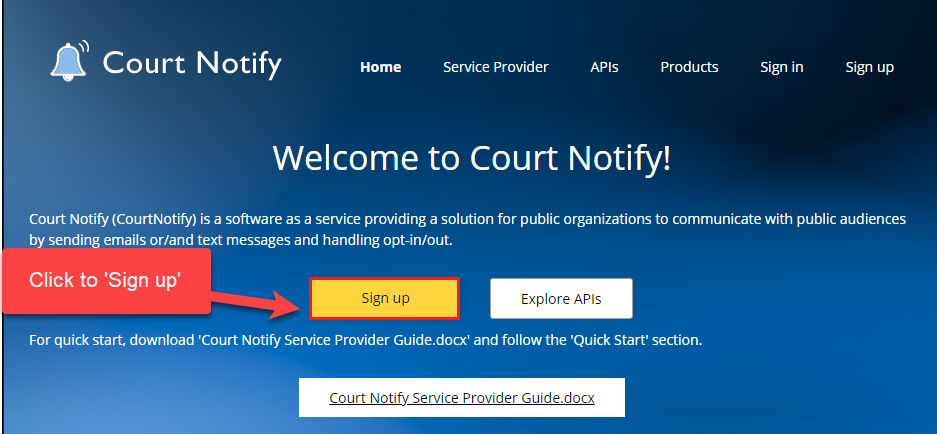 Court Notify
Home Service Provider APIs Products Sign in Sign up
Welcome to Court Notify!
Court Notify (CourtNotify) is a software as a service providing a solution for public organizations to communicate with public audiences
by sending emails or/and text messages and handling opt-in/out.
Click to 'Sign up'
Sign up Explore APIs
For quick start, download 'Court Notify Service Provider Guide.docx' and follow the 'Quick Start' section.
Court Notify Service Provider Guide.docx